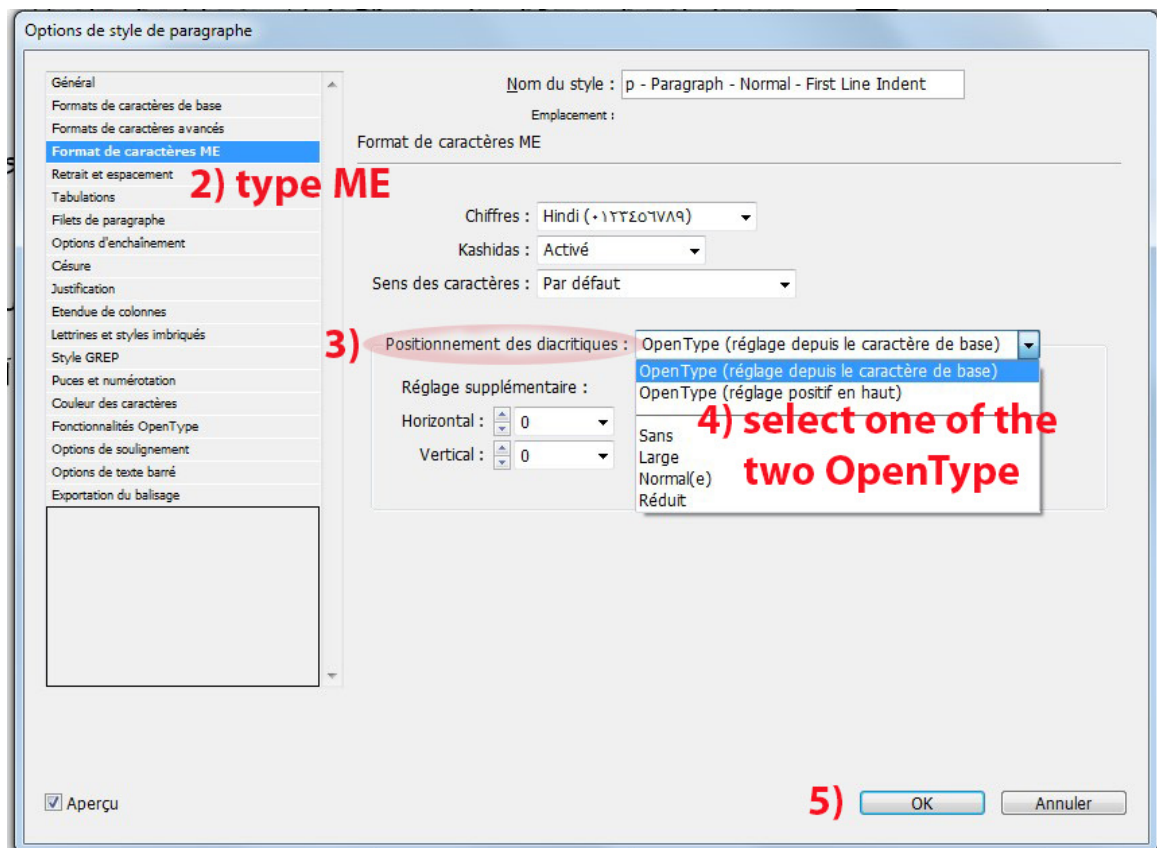 Options de style de paragraphe
Général
Formats de caractères de base
Formats de caractères avancés
Format de caractères ME
Retrait et espacement
Tabulations
Filets de paragraphe
Options d'enchaînement
Césure
Justification
Etendue de colonnes
Lettrines et styles imbriqués
Style GREP
Puces et numérotation
Couleur des caractères
Fonctionnalités OpenType
Options de soulignement
Options de texte barré
Exportation du balisage
Nom du style : p - Paragraph - Normal - First Line Indent
Emplacement :
Format de caractères ME
2) type ME
Chiffres : Hindi (٠١٢٣٤٥٦٧٨٩)
Kashidas : Activé
Sens des caractères : Par défaut
3) Positionnement des diacritiques : OpenType (réglage depuis le caractère de base)
OpenType (réglage depuis le caractère de base)
OpenType (réglage positif en haut)
Sans
Large
Normal(e)
Réduit
4) select one of the
two OpenType
Réglage supplémentaire :
Horizontal : 0
Vertical : 0
Aperçu
5) OK Annuler